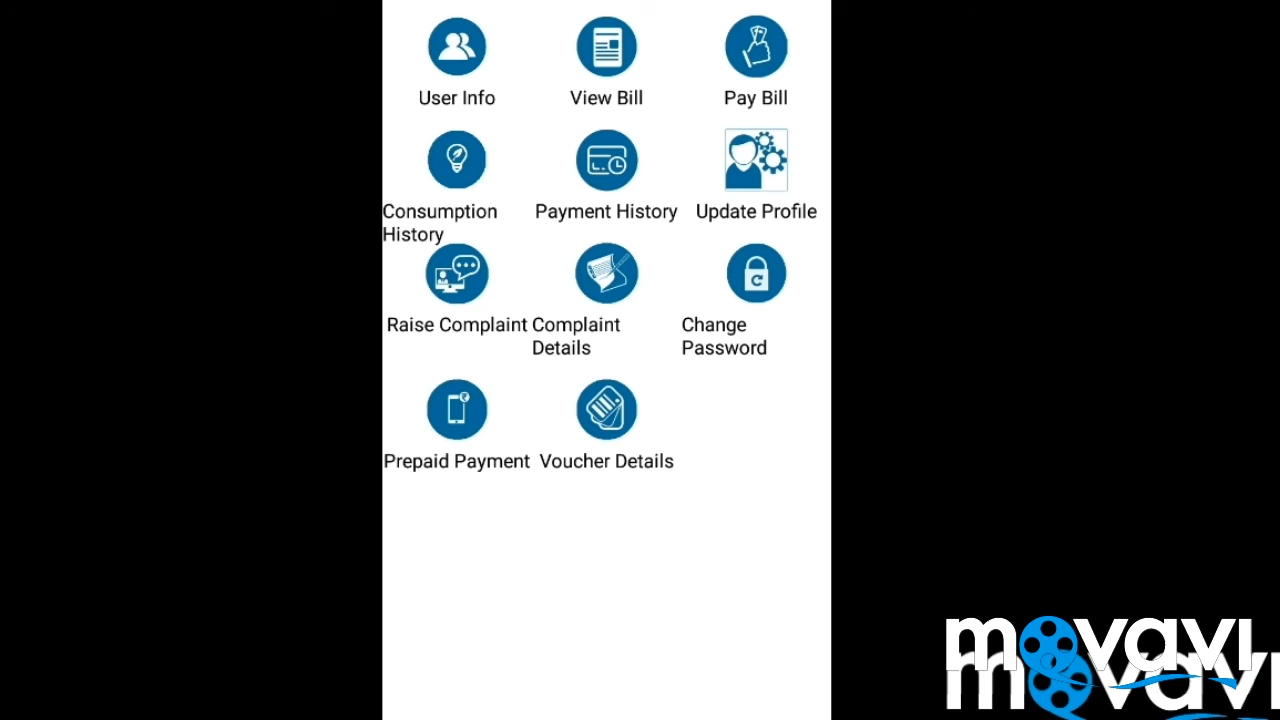 User Info
View Bill
Pay Bill
Consumption
History
Payment History
Update Profile
Raise Complaint
Complaint
Details
Change
Password
Prepaid Payment
Voucher Details
movavi
movavi